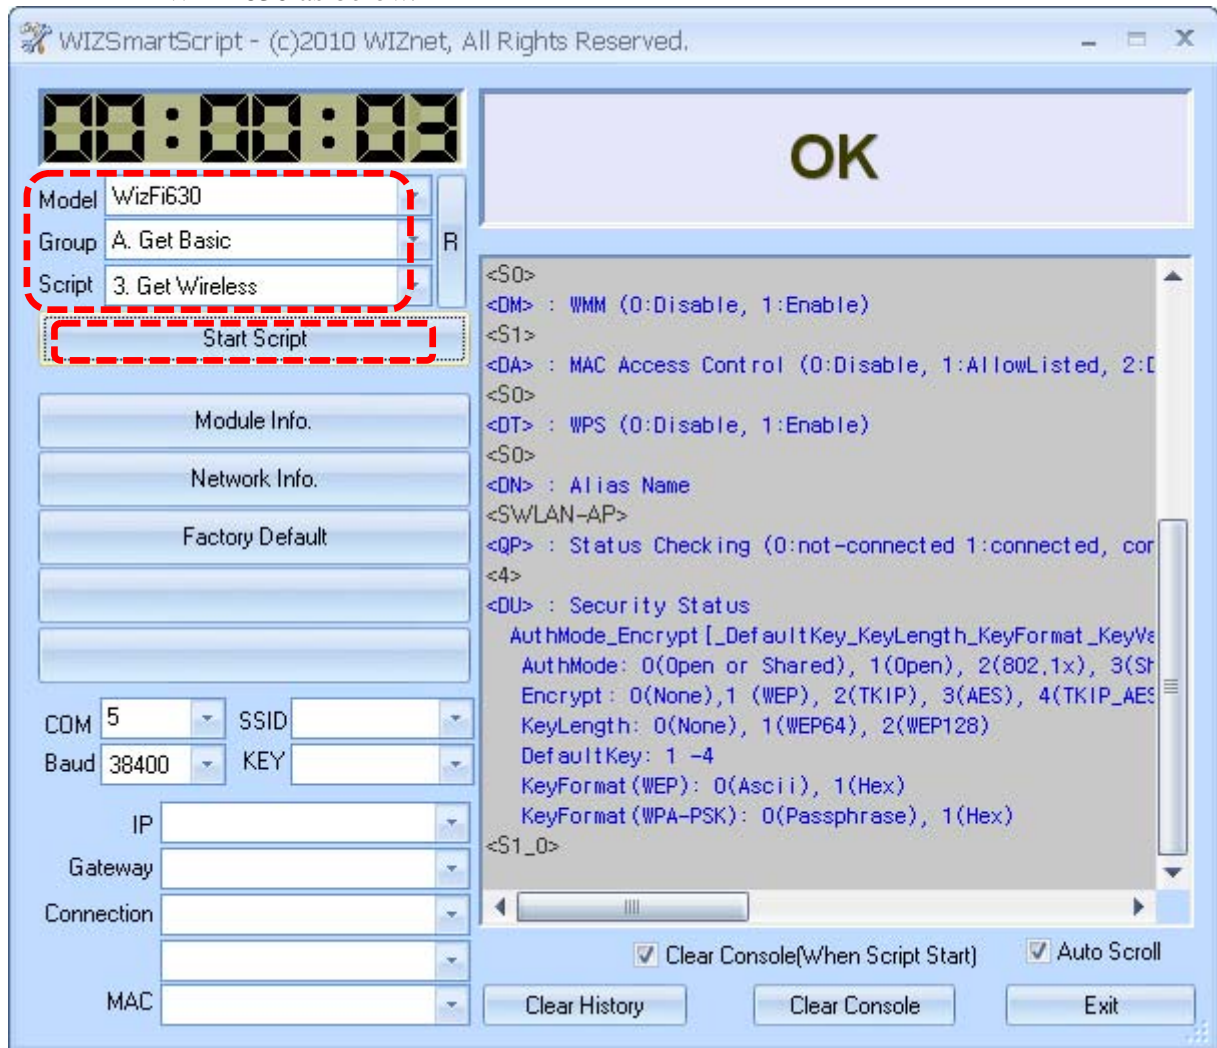 WIZSmartScript - (c)2010 WIZnet, All Rights Reserved.
00:00:03
OK
Model WizFi630
Group A. Get Basic
R
Script 3. Get Wireless
Start Script
Module Info.
Network Info.
Factory Default
COM 5 SSID
Baud 38400 KEY
IP
Gateway
Connection
MAC
<S0>
<DM> : WMM (0:Disable, 1:Enable)
<S1>
<DA> : MAC Access Control (0:Disable, 1:AllowListed, 2:D
<S0>
<DT> : WPS (0:Disable, 1:Enable)
<S0>
<DN> : Alias Name
<SWLAN-AP>
<QP> : Status Checking (0:not-connected 1:connected, cor
<4>
<DU> : Security Status
AuthMode_Encrypt[_DefaultKey_KeyLength_KeyFormat_KeyVa
AuthMode: 0(Open or Shared), 1(Open), 2(802.1x), 3(Sh
Encrypt: 0(None),1 (WEP), 2(TKIP), 3(AES), 4(TKIP_AES
KeyLength: 0(None), 1(WEP64), 2(WEP128)
DefaultKey: 1 -4
KeyFormat(WEP): 0(Ascii), 1(Hex)
KeyFormat(WPA-PSK): 0(Passphrase), 1(Hex)
<S1_0>
Clear Console(When Script Start) Auto Scroll
Clear History Clear Console Exit